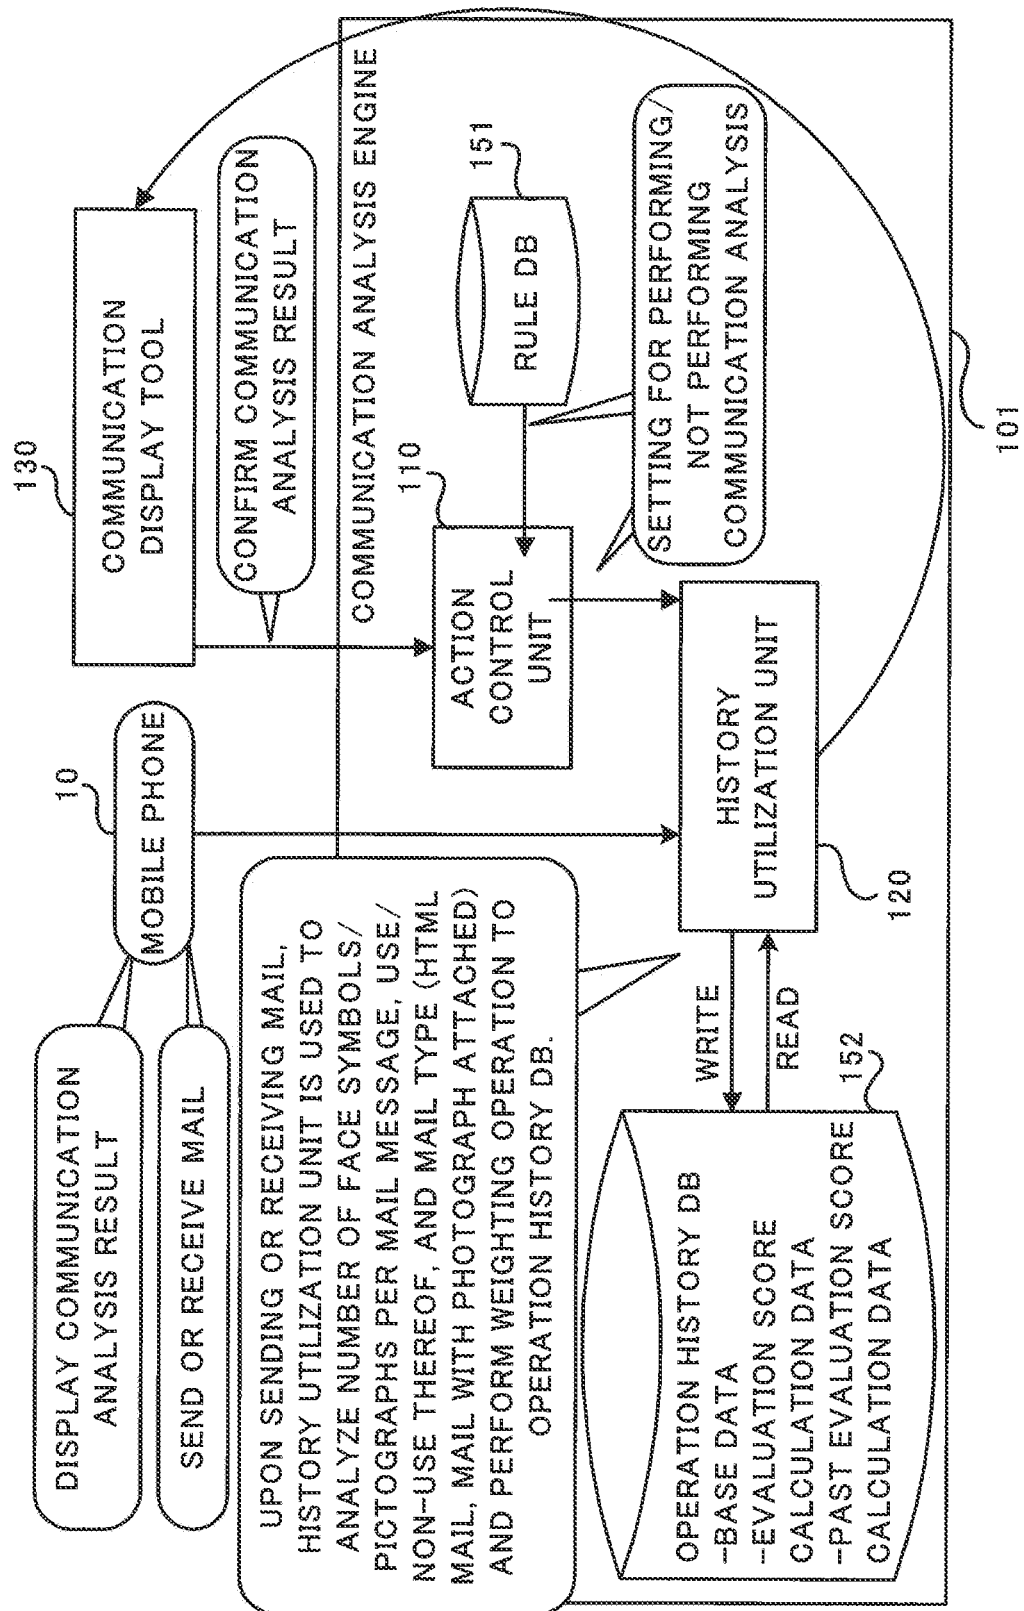 DISPLAY COMMUNICATION
ANALYSIS RESULT
SEND OR RECEIVE MAIL
10
MOBILE PHONE
130
COMMUNICATION
DISPLAY TOOL
CONFIRM COMMUNICATION
ANALYSIS RESULT
UPON SENDING OR RECEIVING MAIL,
HISTORY UTILIZATION UNIT IS USED TO
ANALYZE NUMBER OF FACE SYMBOLS/
PICTOGRAPHS PER MAIL MESSAGE, USE/
NON-USE THEREOF, AND MAIL TYPE (HTML
MAIL, MAIL WITH PHOTOGRAPH ATTACHED)
AND PERFORM WEIGHTING OPERATION TO
OPERATION HISTORY DB.
COMMUNICATION ANALYSIS ENGINE
110
ACTION
CONTROL
UNIT
151
RULE DB
SETTING FOR PERFORMING/
NOT PERFORMING
COMMUNICATION ANALYSIS
HISTORY
UTILIZATION UNIT
120
WRITE
READ
152
OPERATION HISTORY DB
-BASE DATA
-EVALUATION SCORE
CALCULATION DATA
-PAST EVALUATION SCORE
CALCULATION DATA
101